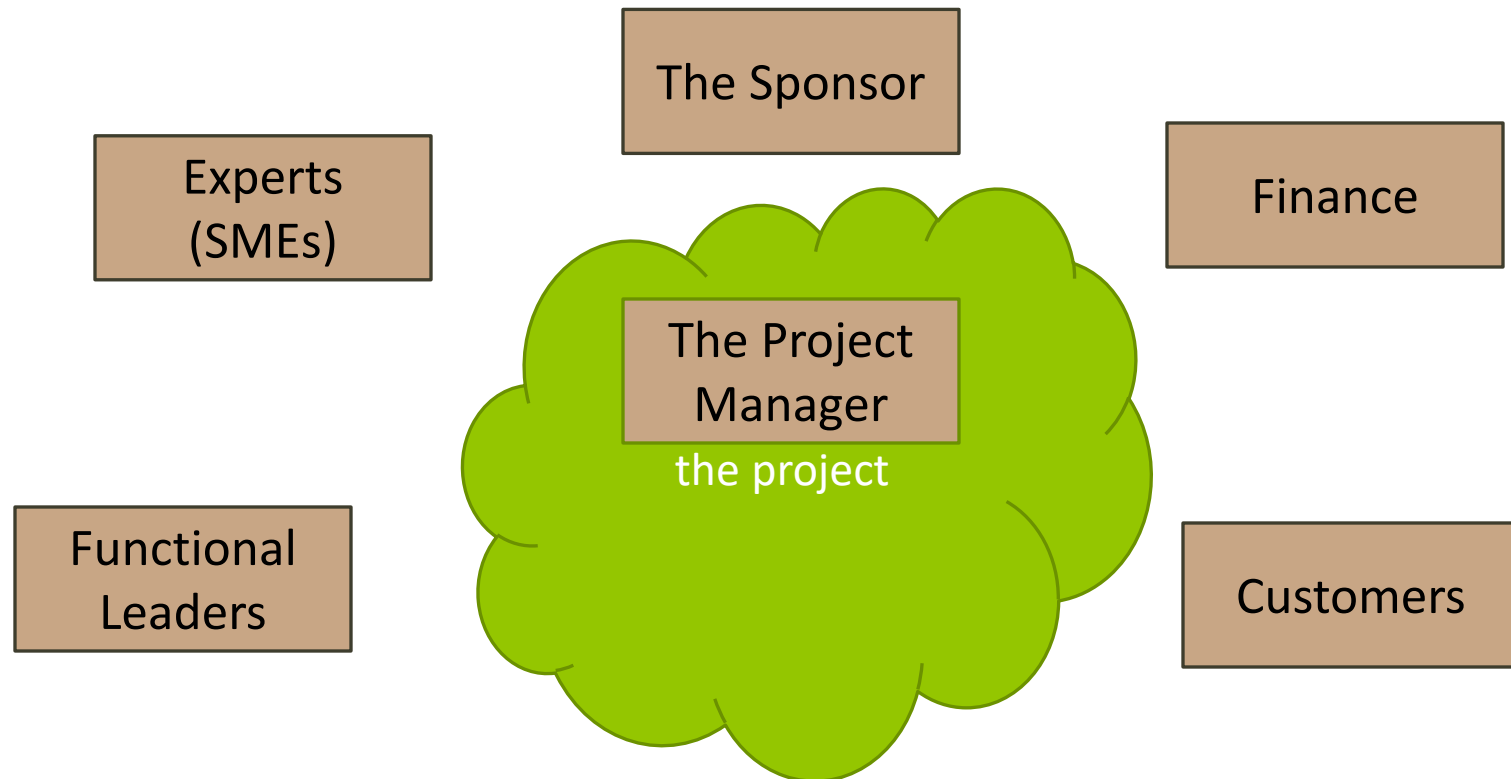 The Sponsor
Experts
(SMEs)
Finance
The Project
Manager
the project
Functional
Leaders
Customers